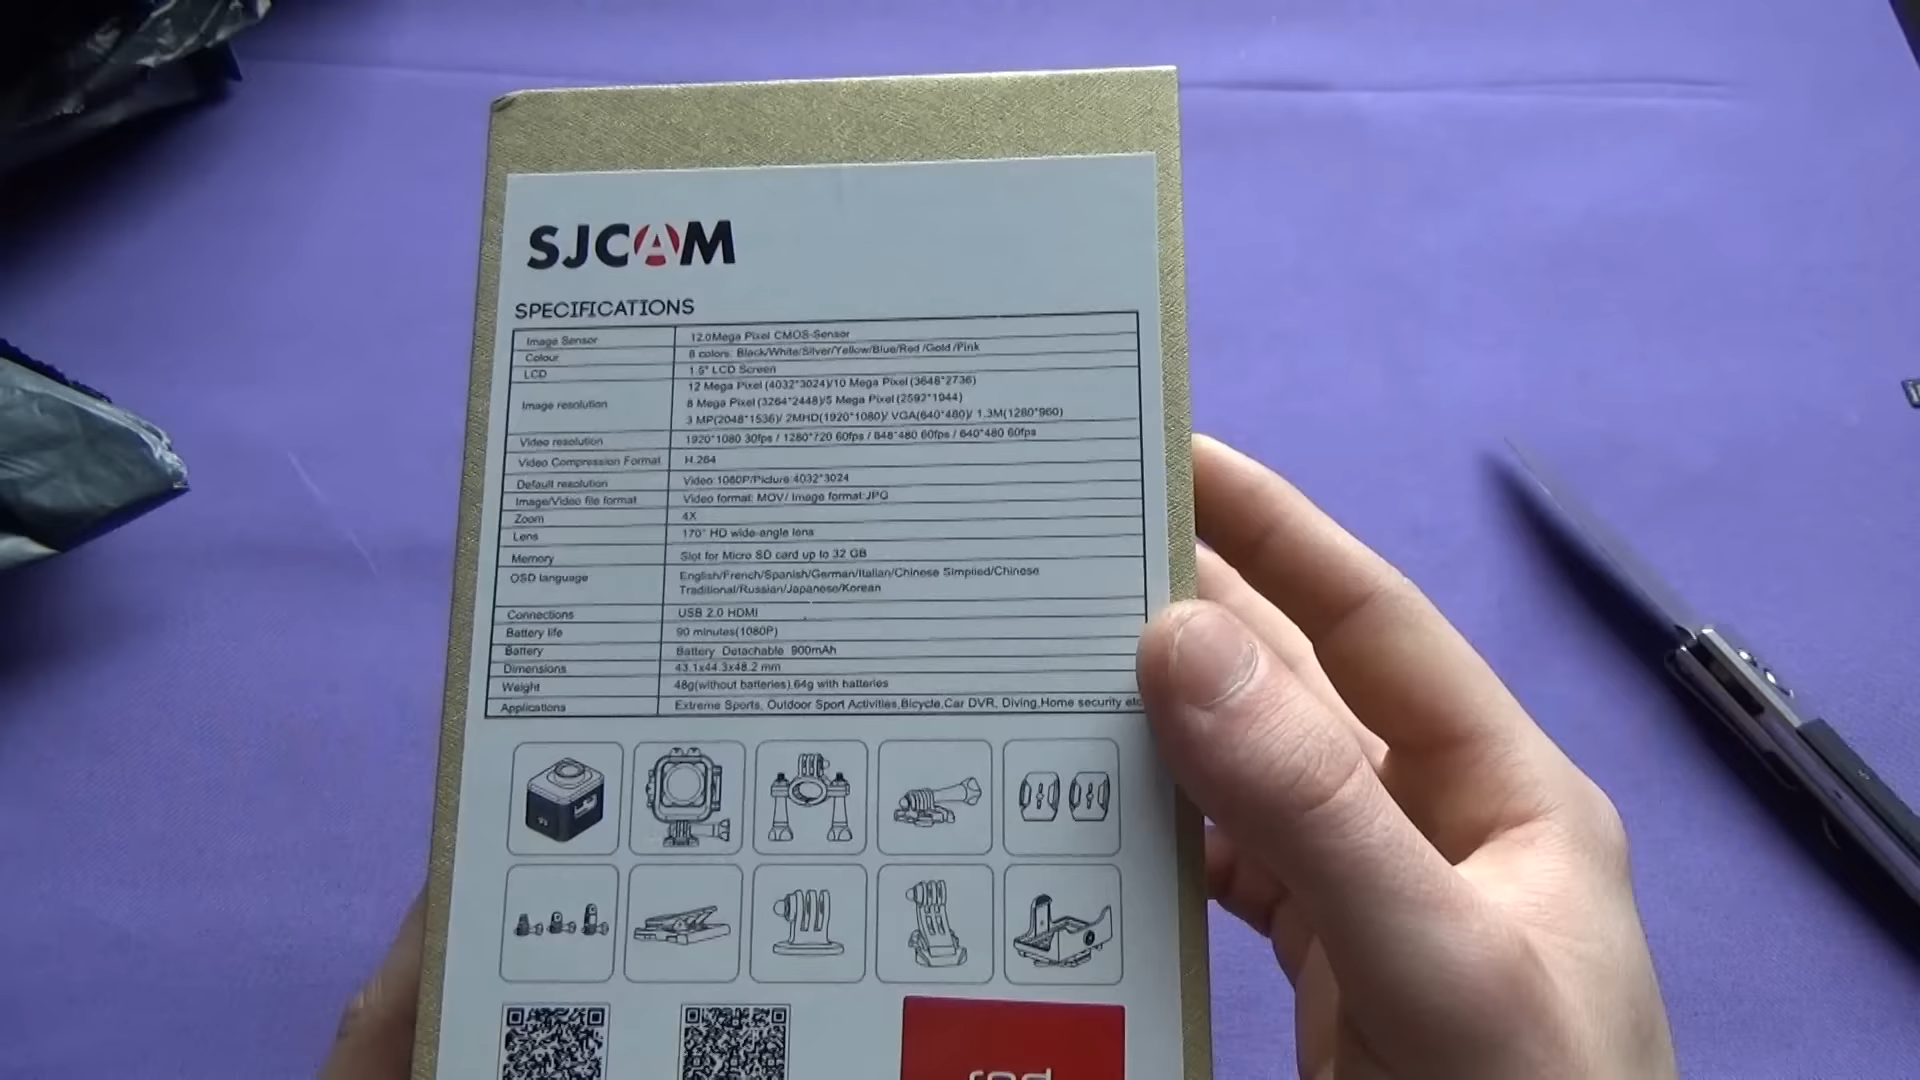 SJCAM
SPECIFICATIONS
Image Sensor 12.0Mega Pixel CMOS-Sensor
Colour 8 colors: Black/White/Silver/Yellow/Blue/Red /Gold /Pink
LCD 1.5" LCD Screen
Image resolution 12 Mega Pixel (4032*3024)/10 Mega Pixel (3648*2736)
8 Mega Pixel (3264*2448)/5 Mega Pixel (2592*1944)
3 MP(2048*1536)/ 2MHD(1920*1080)/ VGA(640*480)/ 1.3M(1280*960)
Video resolution 1920*1080 30fps / 1280*720 60fps / 848*480 60fps / 640*480 60fps
Video Compression Format H.264
Default resolution Video:1080P/Picture 4032*3024
Image/Video file format Video format: MOV/ Image format:JPG
Zoom 4X
Lens 170° HD wide-angle lens
Memory Slot for Micro SD card up to 32 GB
OSD language English/French/Spanish/German/Italian/Chinese Simplied/Chinese
Traditional/Russian/Japanese/Korean
Connections USB 2.0 HDMI
Battery life 90 minutes(1080P)
Battery Battery Detachable 900mAh
Dimensions 43.1x44.3x48.2 mm
Weight 48g(without batteries) 64g with batteries
Applications Extreme Sports, Outdoor Sport Activities,Bicycle,Car DVR, Diving,Home security etc